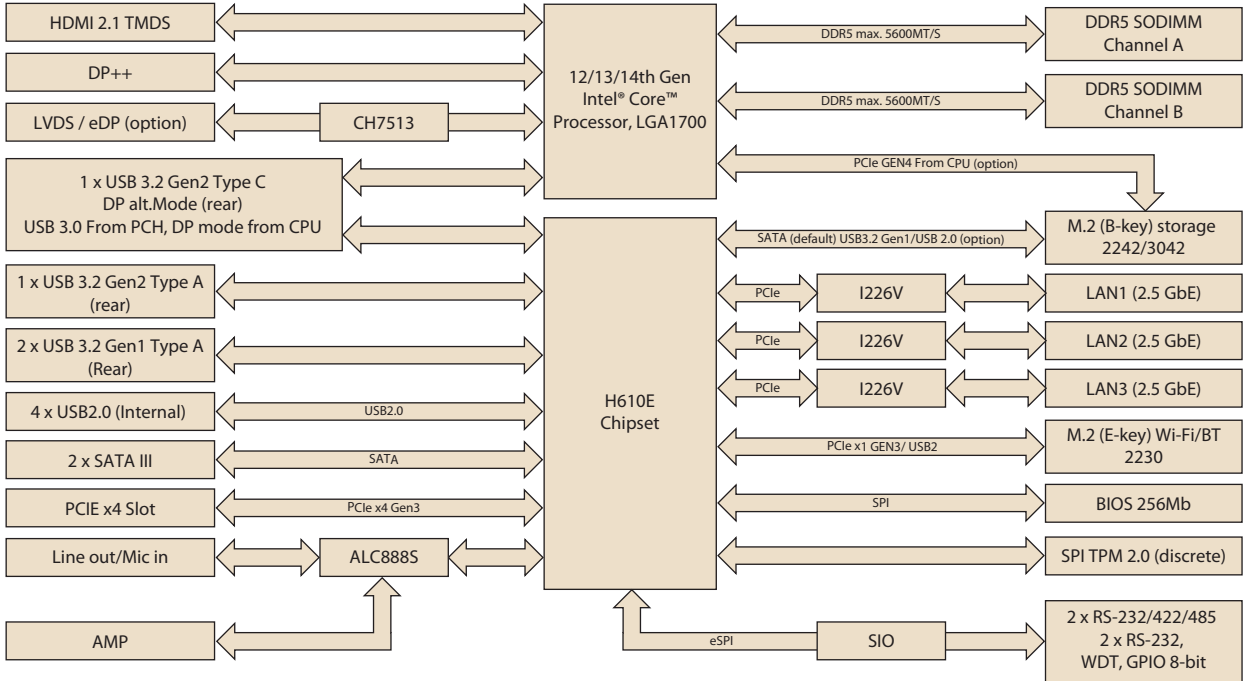 HDMI 2.1 TMDS
DP++
LVDS / eDP (option)
CH7513
1 x USB 3.2 Gen2 Type C
DP alt.Mode (rear)
USB 3.0 From PCH, DP mode from CPU
1 x USB 3.2 Gen2 Type A
(rear)
2 x USB 3.2 Gen1 Type A
(Rear)
4 x USB2.0 (Internal)
USB2.0
2 x SATA III
SATA
PCIE x4 Slot
PCIe x4 Gen3
Line out/Mic in
ALC888S
AMP
12/13/14th Gen
Intel® Core™
Processor, LGA1700
H610E
Chipset
DDR5 max. 5600MT/S
DDR5 SODIMM
Channel A
DDR5 max. 5600MT/S
DDR5 SODIMM
Channel B
PCIe GEN4 From CPU (option)
SATA (default) USB3.2 Gen1/USB 2.0 (option)
M.2 (B-key) storage
2242/3042
PCIe
I226V
LAN1 (2.5 GbE)
PCIe
I226V
LAN2 (2.5 GbE)
PCIe
I226V
LAN3 (2.5 GbE)
PCIe x1 GEN3/ USB2
M.2 (E-key) Wi-Fi/BT
2230
SPI
BIOS 256Mb
SPI TPM 2.0 (discrete)
eSPI
SIO
2 x RS-232/422/485
2 x RS-232,
WDT, GPIO 8-bit